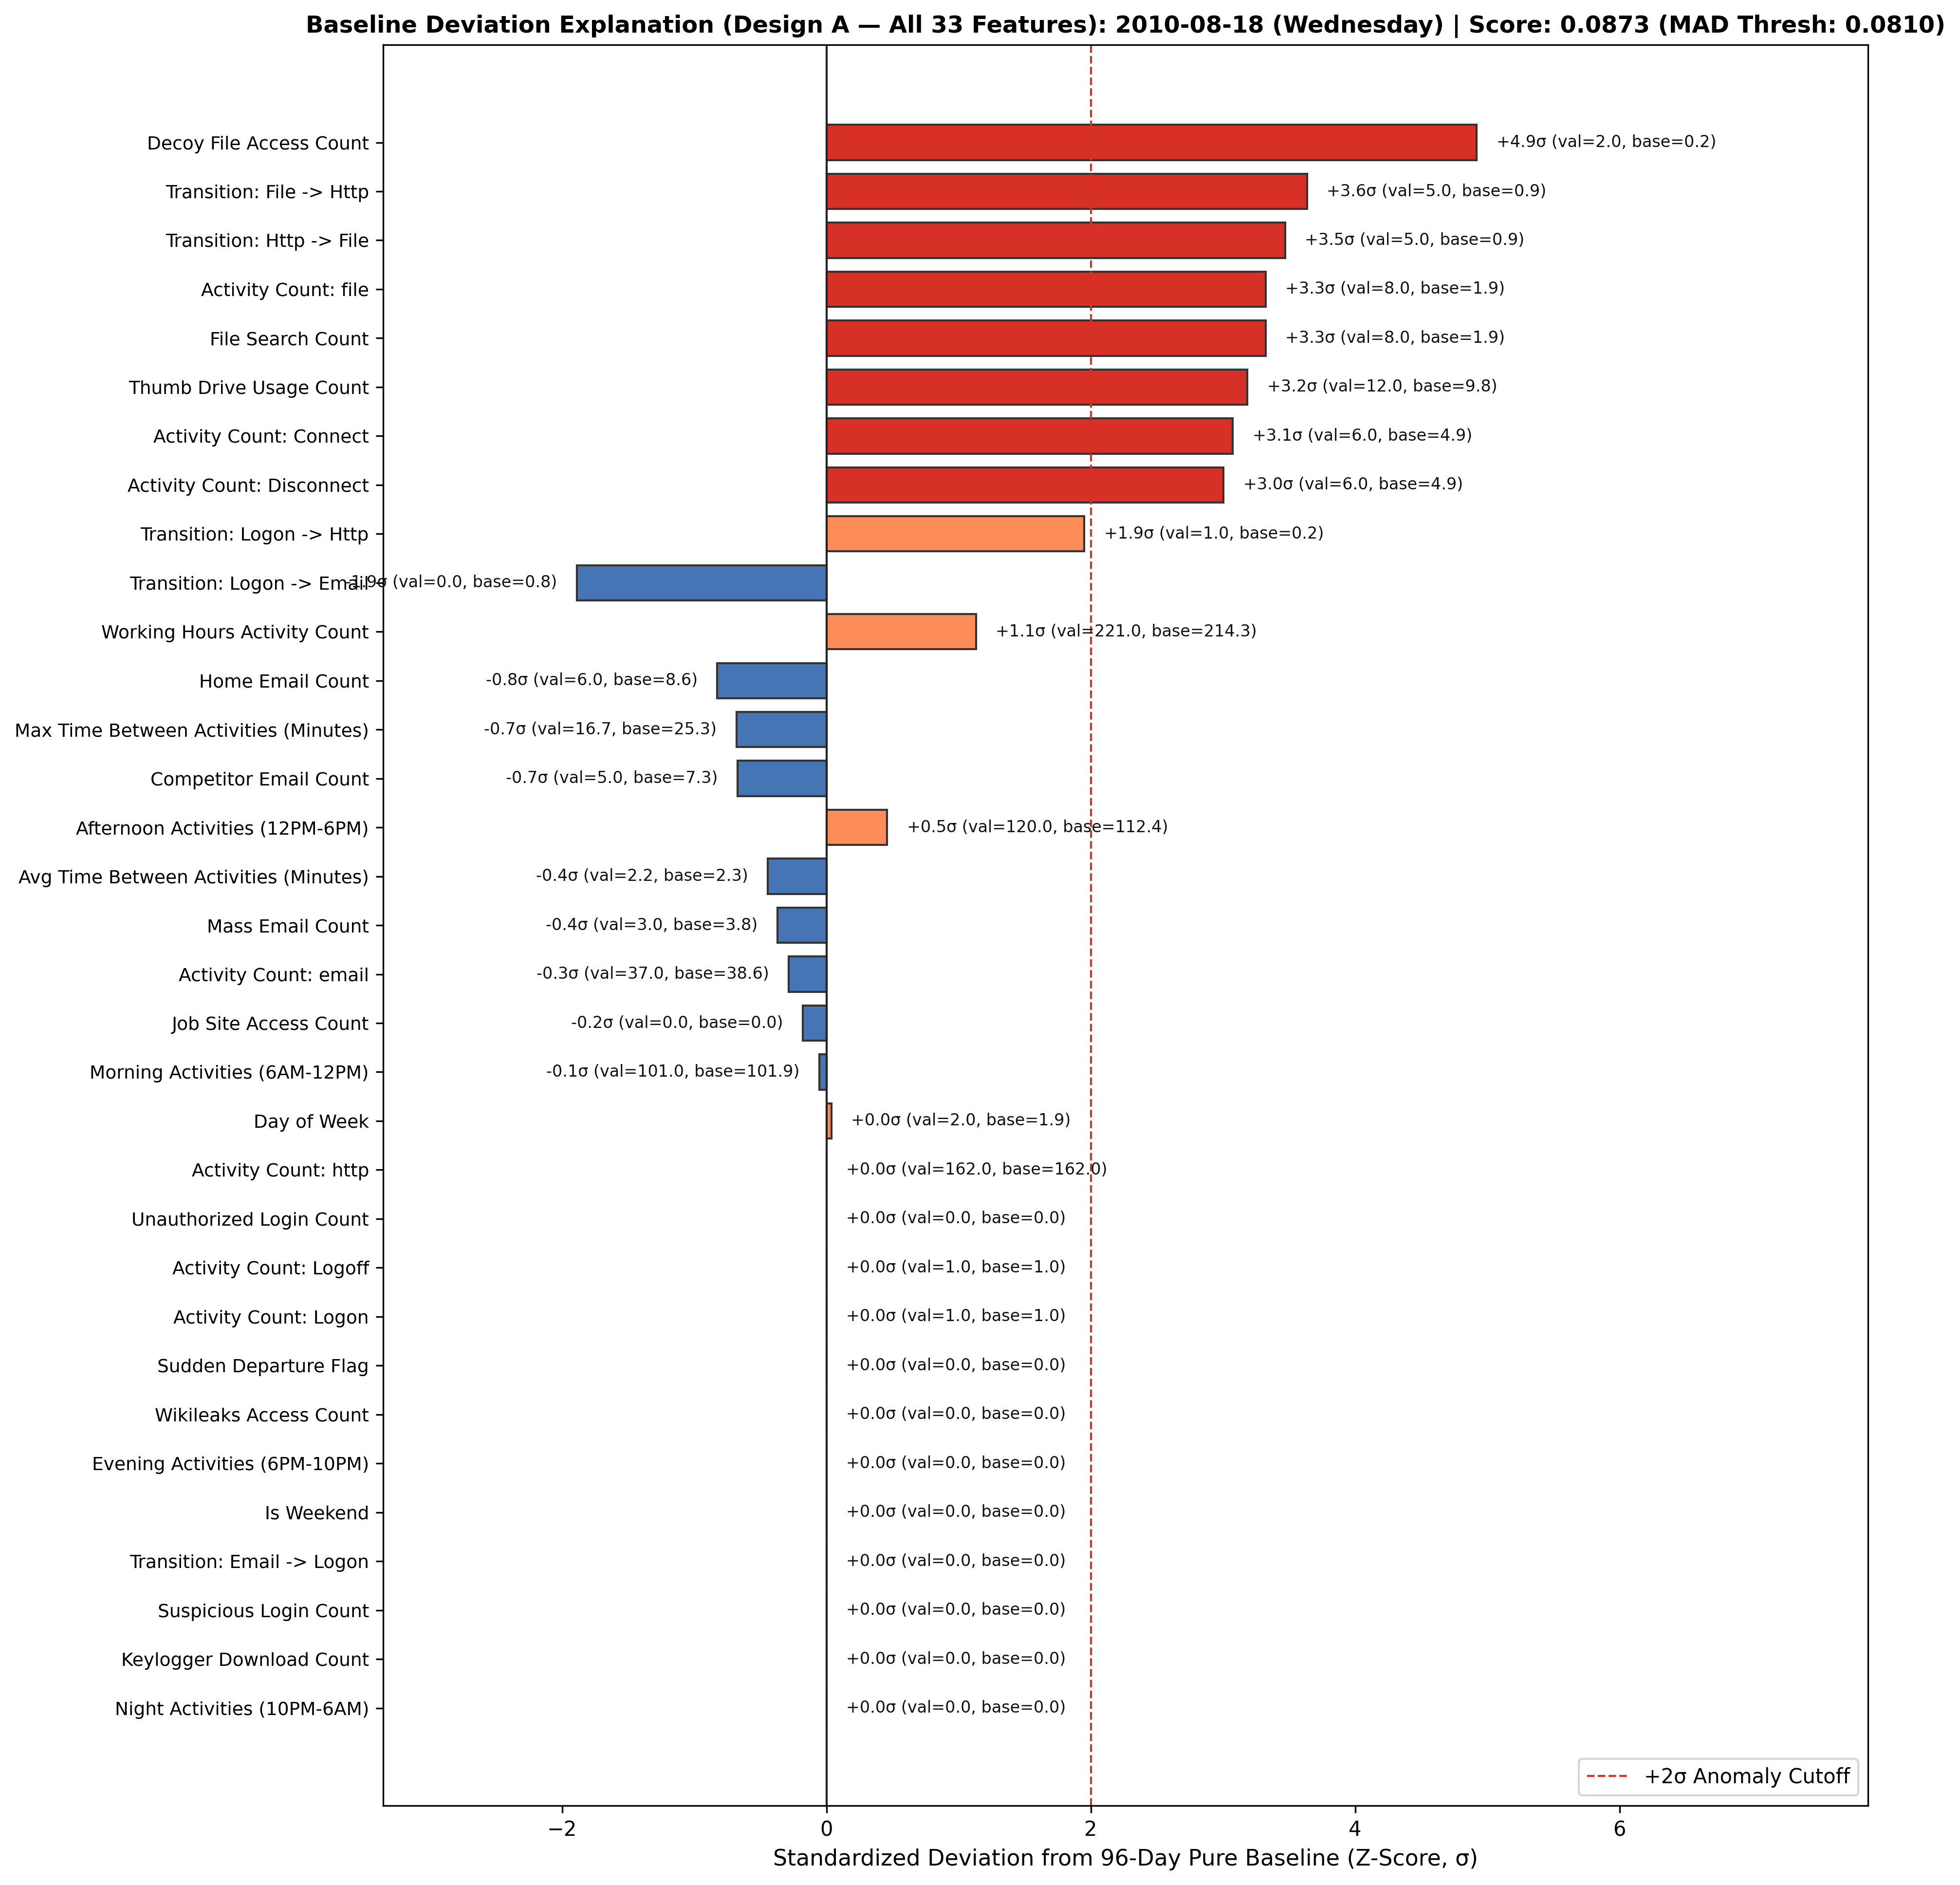 Baseline Deviation Explanation (Design A — All 33 Features): 2010-08-18 (Wednesday) | Score: 0.0873 (MAD Thresh: 0.0810)
Decoy File Access Count +4.9σ (val=2.0, base=0.2)
Transition: File -> Http +3.6σ (val=5.0, base=0.9)
Transition: Http -> File +3.5σ (val=5.0, base=0.9)
Activity Count: file +3.3σ (val=8.0, base=1.9)
File Search Count +3.3σ (val=8.0, base=1.9)
Thumb Drive Usage Count +3.2σ (val=12.0, base=9.8)
Activity Count: Connect +3.1σ (val=6.0, base=4.9)
Activity Count: Disconnect +3.0σ (val=6.0, base=4.9)
Transition: Logon -> Http +1.9σ (val=1.0, base=0.2)
Transition: Logon -> Email -1.9σ (val=0.0, base=0.8)
Working Hours Activity Count +1.1σ (val=221.0, base=214.3)
Home Email Count -0.8σ (val=6.0, base=8.6)
Max Time Between Activities (Minutes) -0.7σ (val=16.7, base=25.3)
Competitor Email Count -0.7σ (val=5.0, base=7.3)
Afternoon Activities (12PM-6PM) +0.5σ (val=120.0, base=112.4)
Avg Time Between Activities (Minutes) -0.4σ (val=2.2, base=2.3)
Mass Email Count -0.4σ (val=3.0, base=3.8)
Activity Count: email -0.3σ (val=37.0, base=38.6)
Job Site Access Count -0.2σ (val=0.0, base=0.0)
Morning Activities (6AM-12PM) -0.1σ (val=101.0, base=101.9)
Day of Week +0.0σ (val=2.0, base=1.9)
Activity Count: http +0.0σ (val=162.0, base=162.0)
Unauthorized Login Count +0.0σ (val=0.0, base=0.0)
Activity Count: Logoff +0.0σ (val=1.0, base=1.0)
Activity Count: Logon +0.0σ (val=1.0, base=1.0)
Sudden Departure Flag +0.0σ (val=0.0, base=0.0)
Wikileaks Access Count +0.0σ (val=0.0, base=0.0)
Evening Activities (6PM-10PM) +0.0σ (val=0.0, base=0.0)
Is Weekend +0.0σ (val=0.0, base=0.0)
Transition: Email -> Logon +0.0σ (val=0.0, base=0.0)
Suspicious Login Count +0.0σ (val=0.0, base=0.0)
Keylogger Download Count +0.0σ (val=0.0, base=0.0)
Night Activities (10PM-6AM) +0.0σ (val=0.0, base=0.0)
+2σ Anomaly Cutoff
−2 0 2 4 6
Standardized Deviation from 96-Day Pure Baseline (Z-Score, σ)